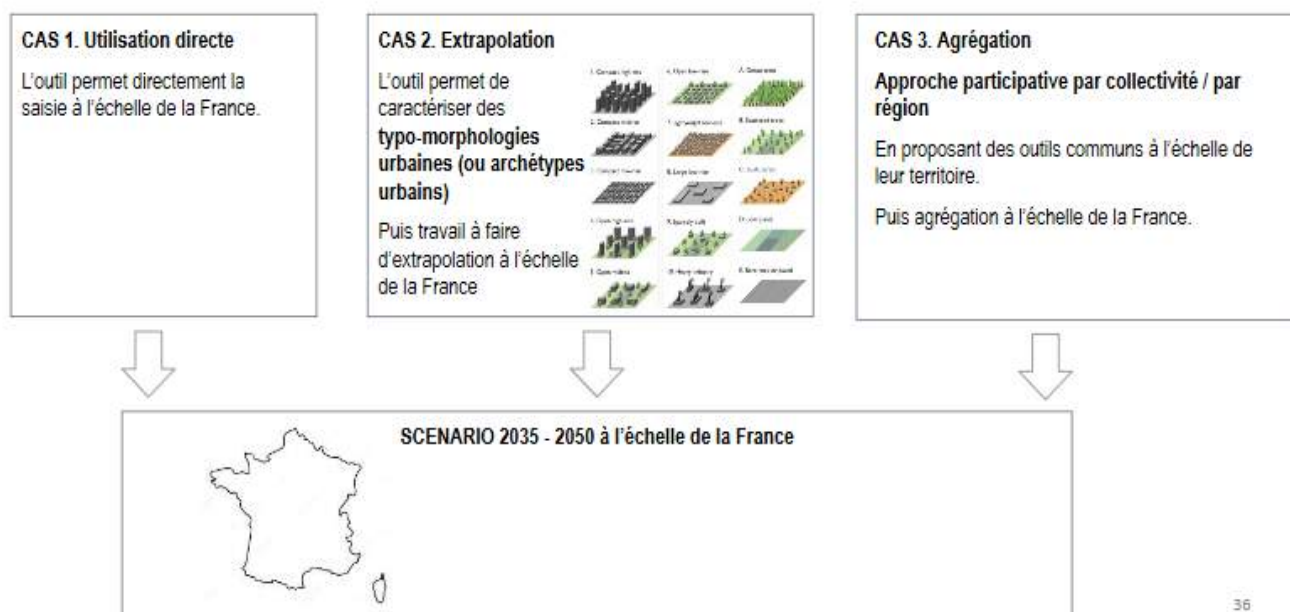 CAS 1. Utilisation directe
L'outil permet directement la
saisie à l'échelle de la France.
CAS 2. Extrapolation
L'outil permet de
caractériser des
typo-morphologies
urbaines (ou archétypes
urbains)
Puis travail à faire
d'extrapolation à l'échelle
de la France
CAS 3. Agrégation
Approche participative par collectivité / par
région
En proposant des outils communs à l'échelle de
leur territoire.
Puis agrégation à l'échelle de la France.
SCENARIO 2035 - 2050 à l'échelle de la France
36